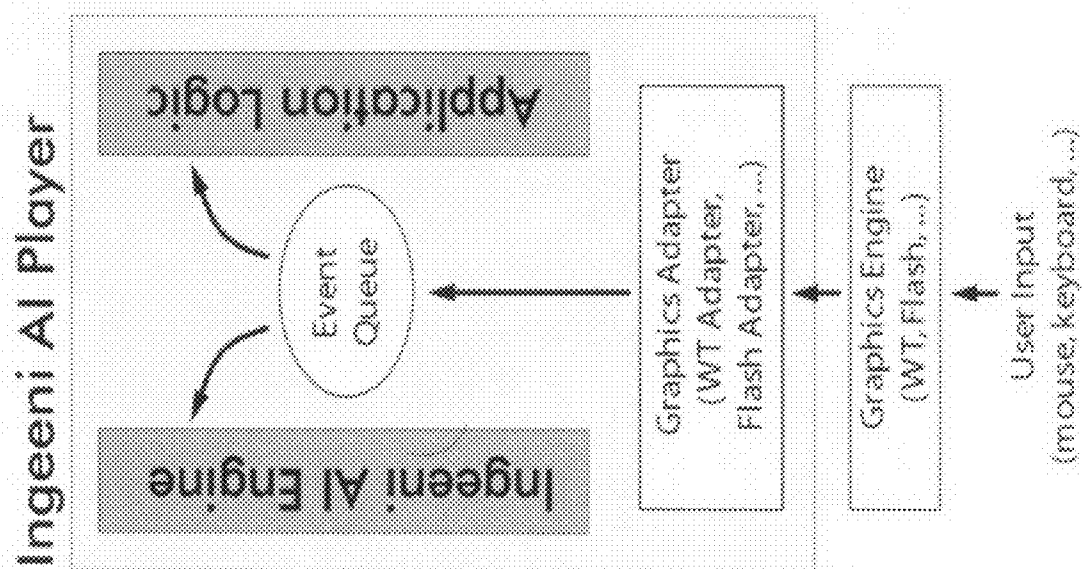 Ingeeni AI Player
Ingeeni AI Engine
Application Logic
Event
Queue
Graphics Adapter
(WT Adapter,
Flash Adapter, ...)
Graphics Engine
(WT, Flash, ...)
User Input
(mouse, keyboard, ...)